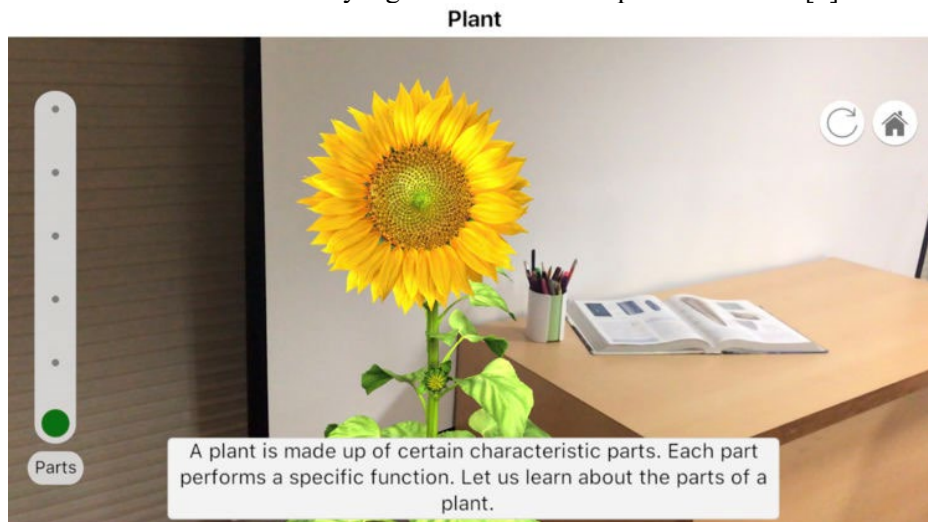 Plant
Parts
A plant is made up of certain characteristic parts. Each part
performs a specific function. Let us learn about the parts of a
plant.